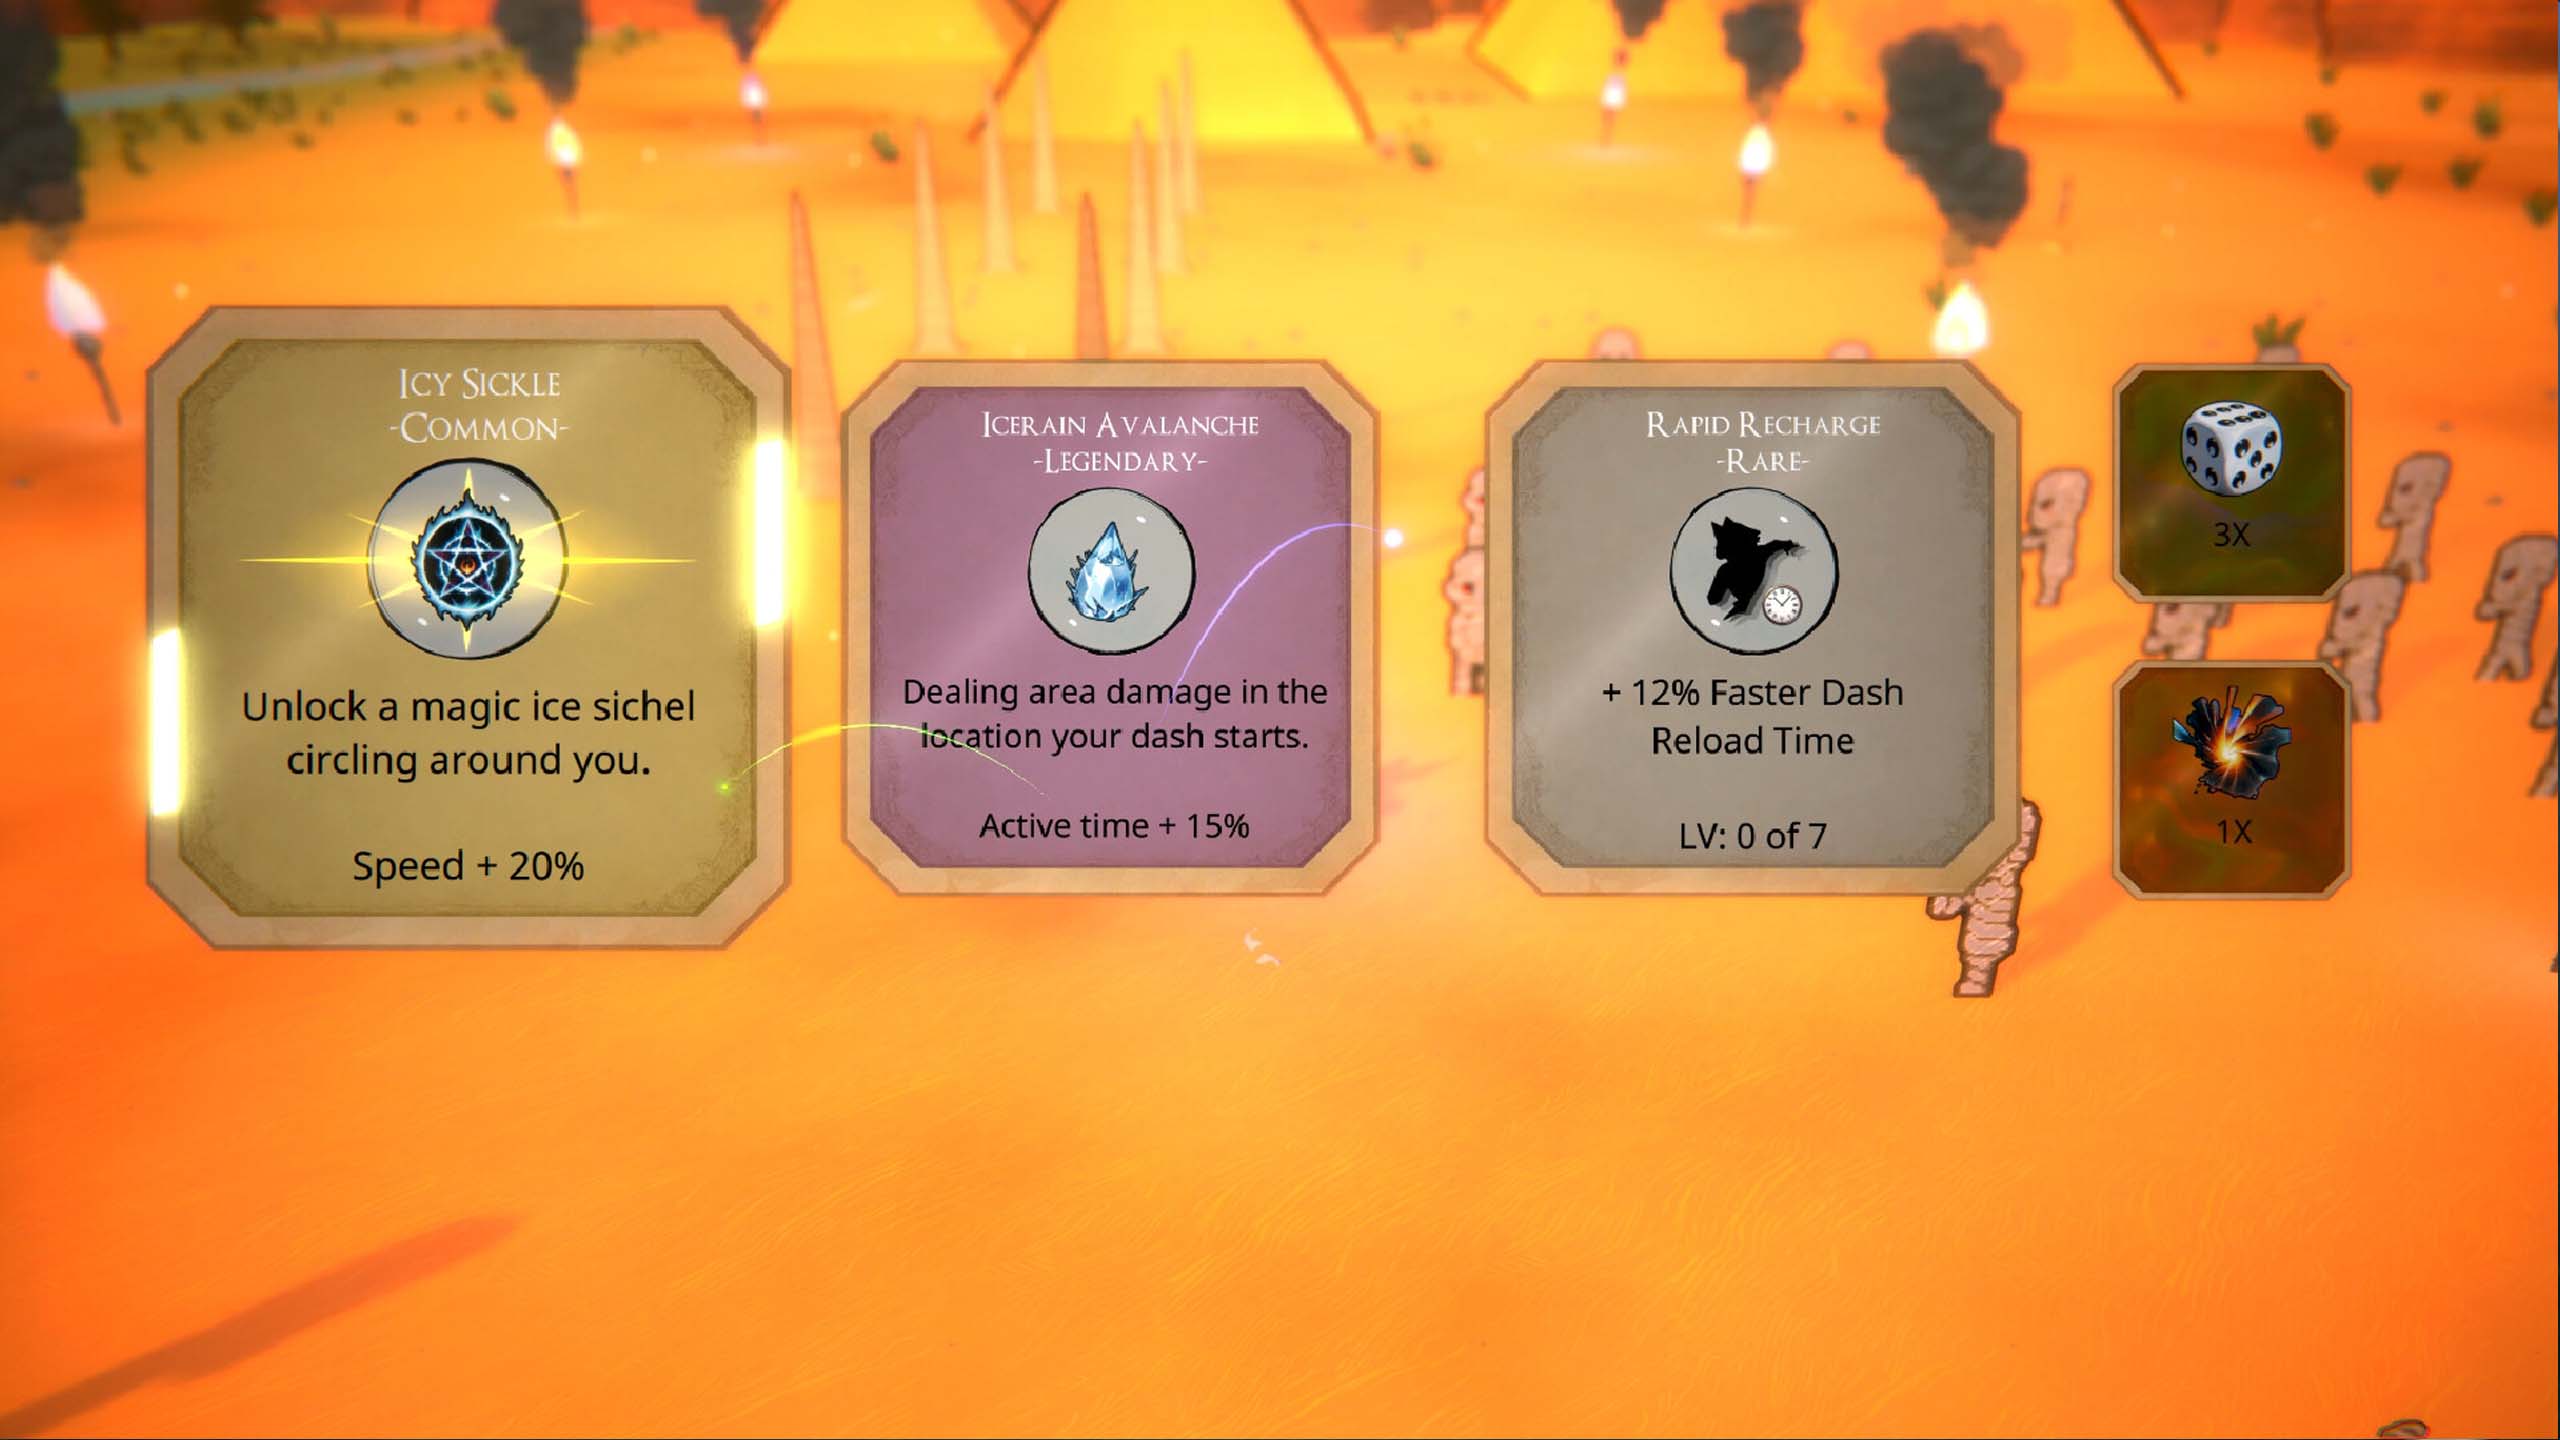 Icy Sickle
-Common-
Unlock a magic ice sichel
circling around you.
Speed + 20%
Icerain Avalanche
-Legendary-
Dealing area damage in the
location your dash starts.
Active time + 15%
Rapid Recharge
-Rare-
+ 12% Faster Dash
Reload Time
LV: 0 of 7
3X
1X